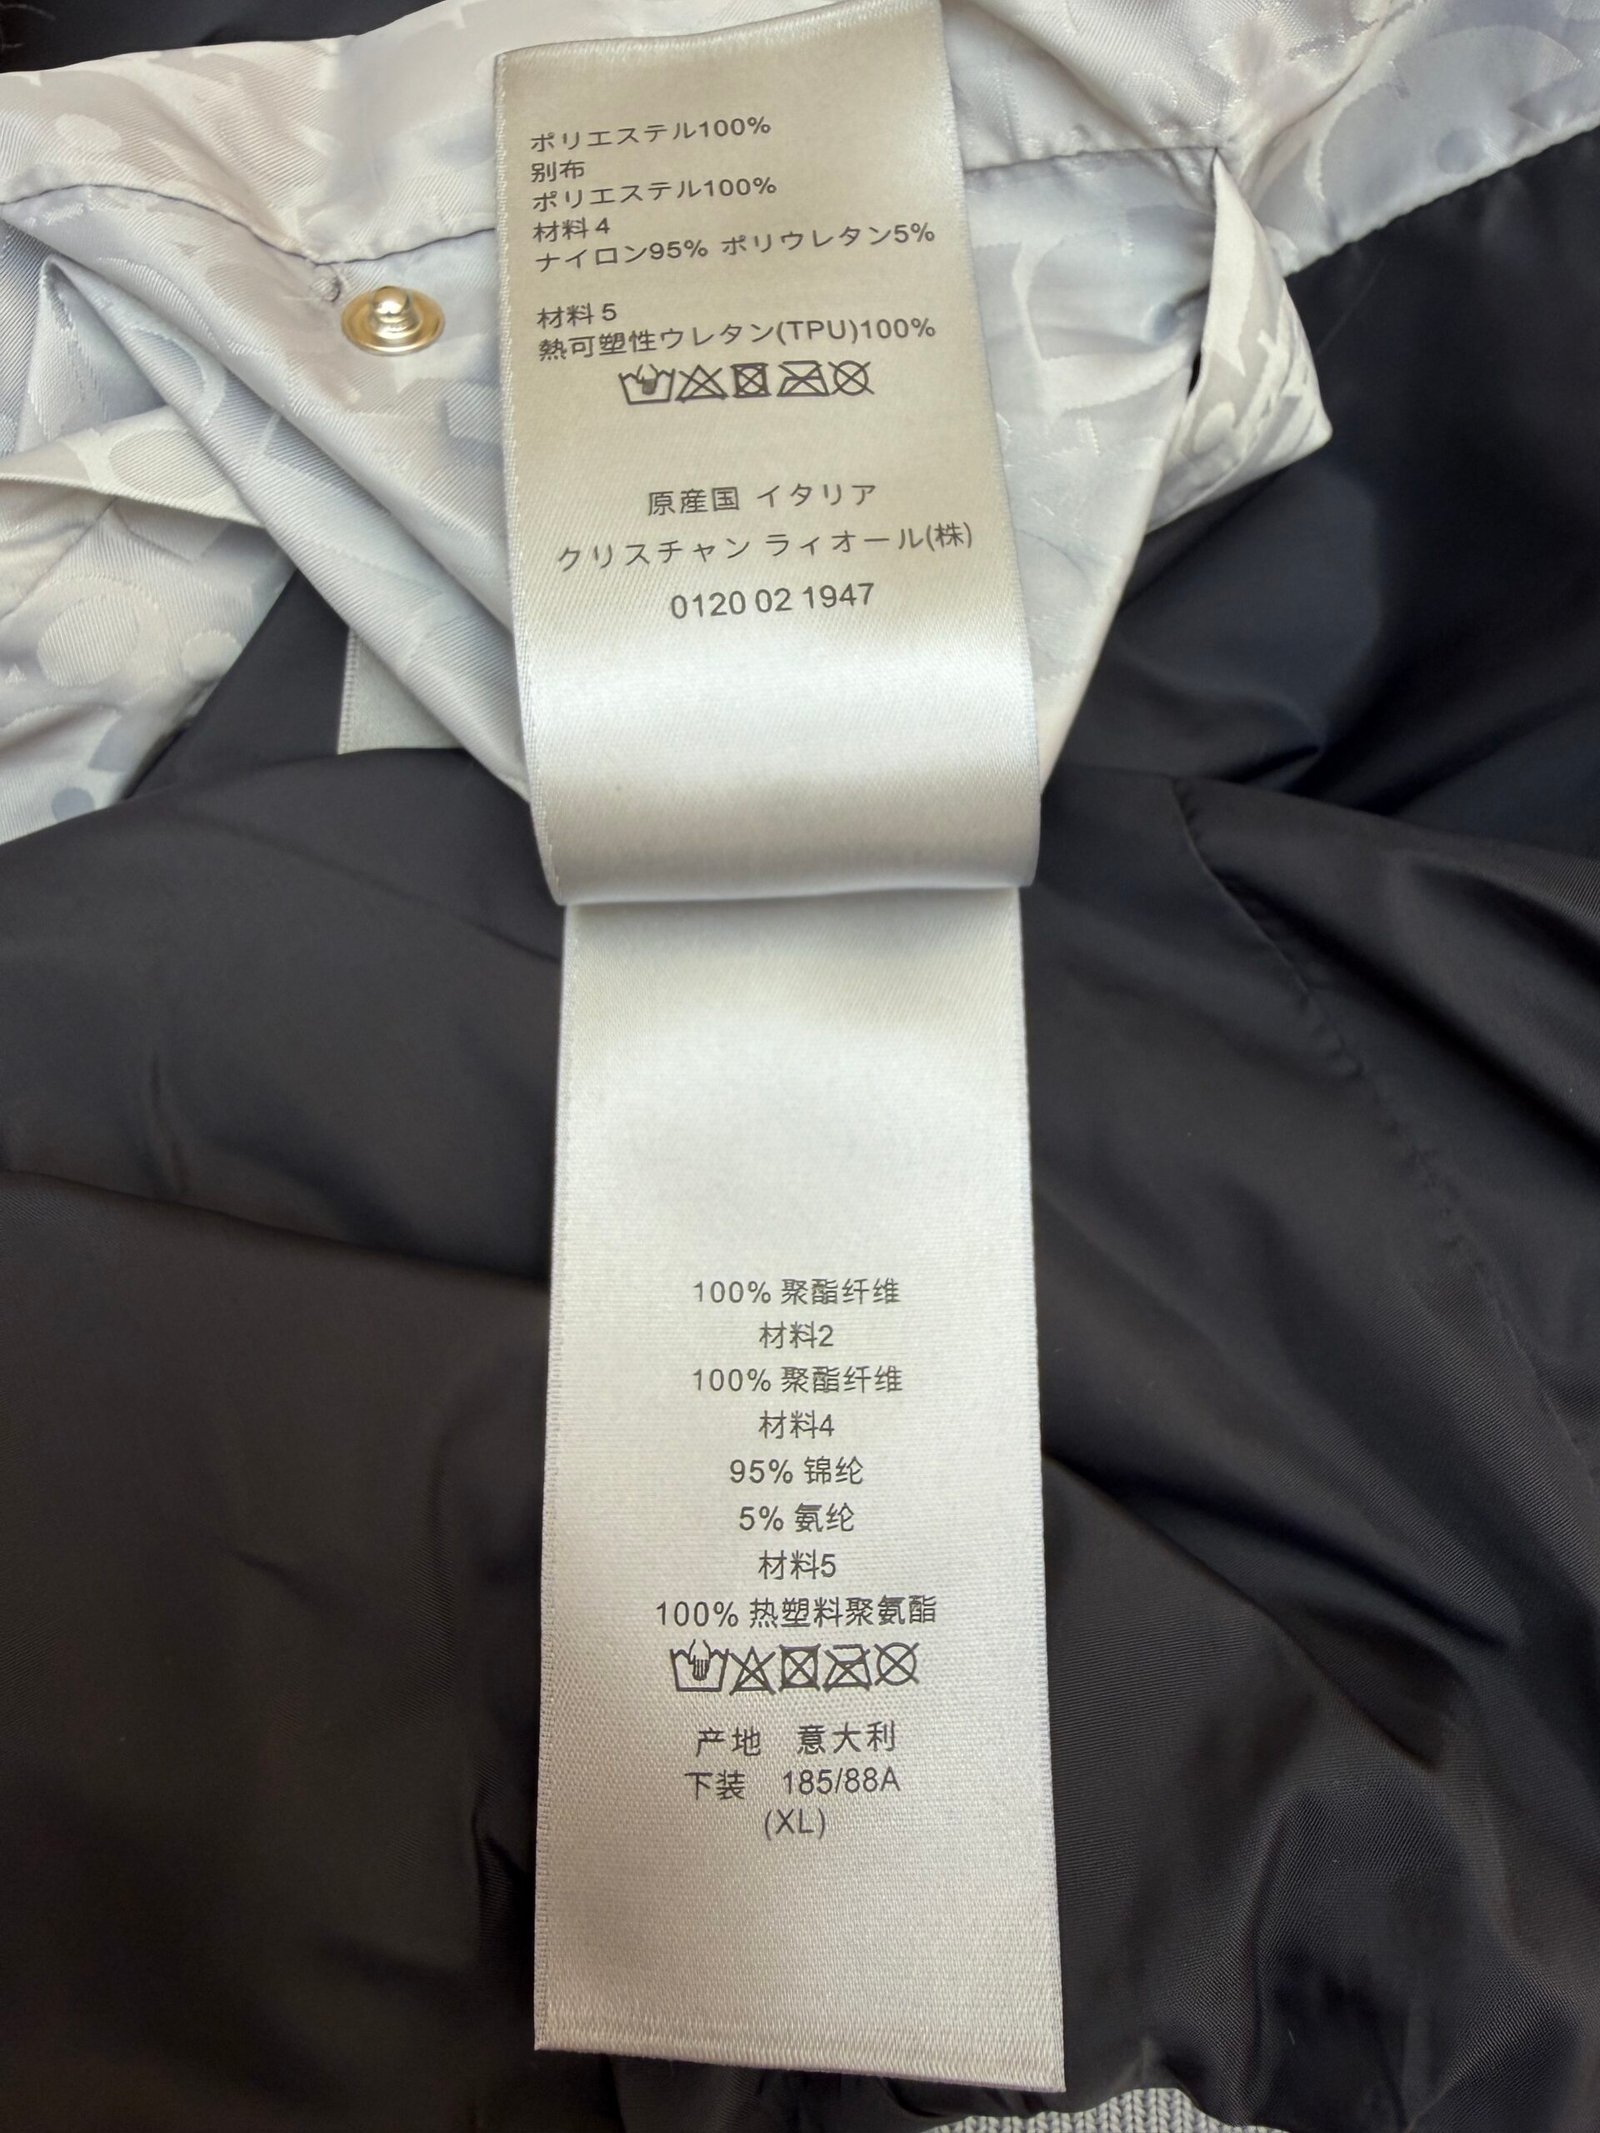 ポリエステル100%
別布
ポリエステル100%
材料4
ナイロン95% ポリウレタン5%
材料5
熱可塑性ウレタン(TPU)100%
原産国 イタリア
クリスチャン ライオール(株)
0120 02 1947
100% 聚酯纤维
材料2
100% 聚酯纤维
材料4
95% 锦纶
5% 氨纶
材料5
100% 热塑料聚氨酯
产地 意大利
下装 185/88A
(XL)